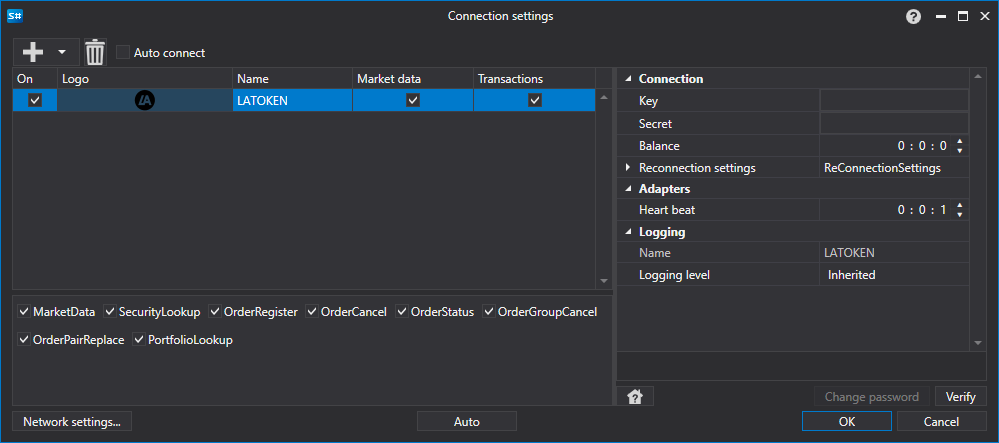 S# Connection settings ?
Auto connect
On Logo Name Market data Transactions
LA LATOKEN
MarketData SecurityLookup OrderRegister OrderCancel OrderStatus OrderGroupCancel
OrderPairReplace PortfolioLookup
Connection
Key
Secret
Balance 0 : 0 : 0
Reconnection settings ReConnectionSettings
Adapters
Heart beat 0 : 0 : 1
Logging
Name LATOKEN
Logging level Inherited
? Change password Verify
Network settings... Auto OK Cancel